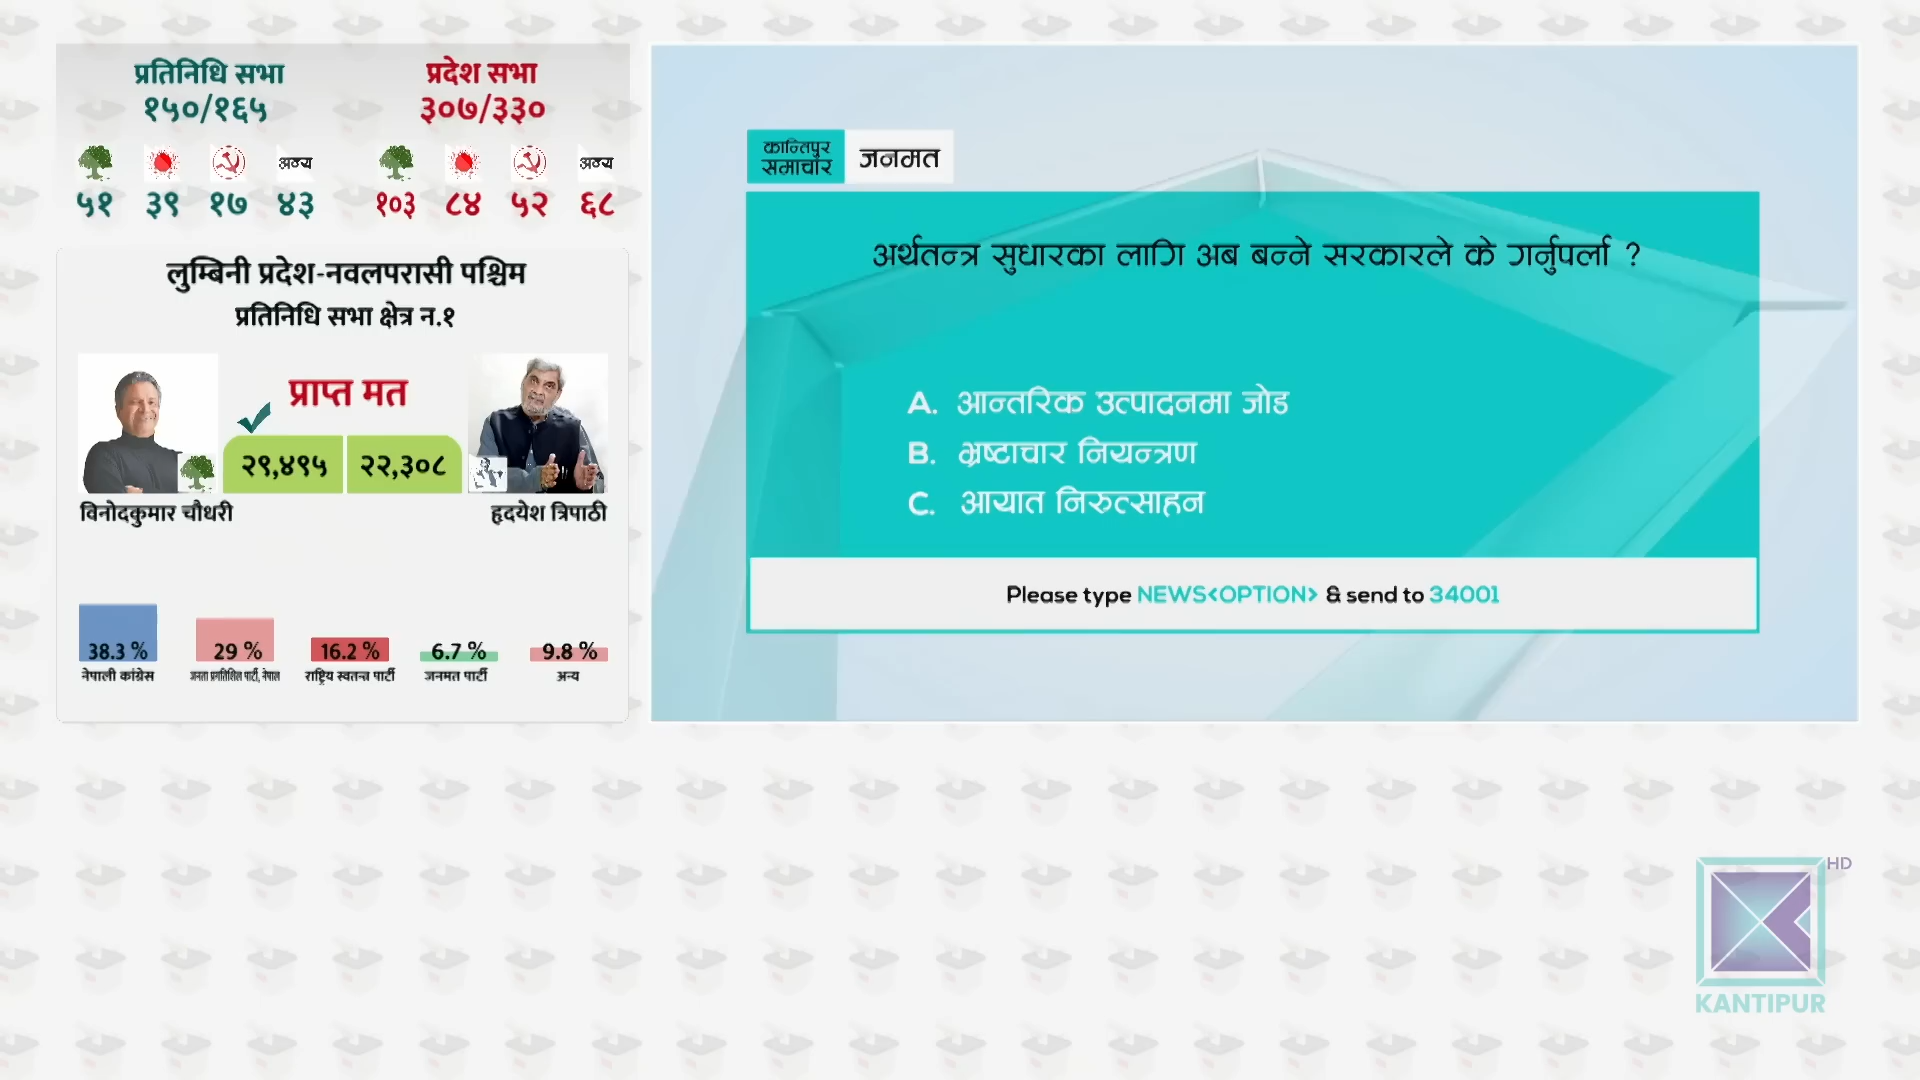 प्रतिनिधि सभा
१५०/१६५
प्रदेश सभा
३०७/३३०
अन्य
अन्य
५१ ३९ १७ ४३
१०३ ८४ ५२ ६८
लुम्बिनी प्रदेश-नवलपरासी पश्चिम
प्रतिनिधि सभा क्षेत्र न.१
प्राप्त मत
२९,४९५ २२,३०८
विनोदकुमार चौधरी
हृदयेश त्रिपाठी
38.3 % 29 % 16.2 % 6.7 % 9.8 %
नेपाली कांग्रेस जनता प्रगतिशिल पार्टी, नेपाल राष्ट्रिय स्वतन्त्र पार्टी जनमत पार्टी अन्य
कान्तिपुर
समाचार
जनमत
अर्थतन्त्र सुधारका लागि अब बन्ने सरकारले के गर्नुपर्ला ?
A. आन्तरिक उत्पादनमा जोड
B. भ्रष्टाचार नियन्त्रण
C. आयात निरुत्साहन
Please type NEWS<OPTION> & send to 34001
HD
KANTIPUR